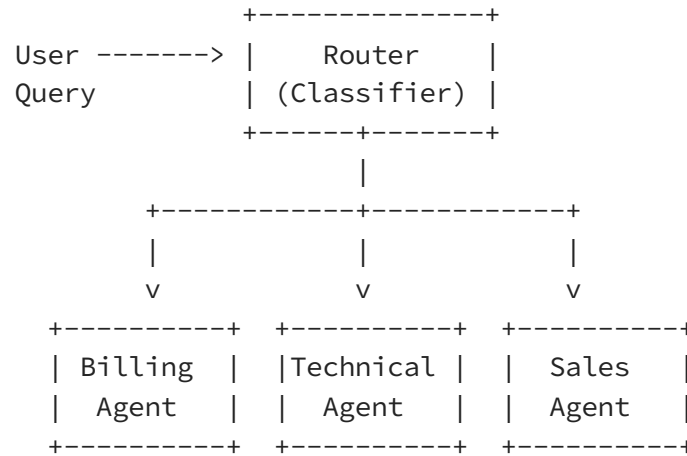 User -------> Router
Query (Classifier)
Billing Technical Sales
Agent Agent Agent